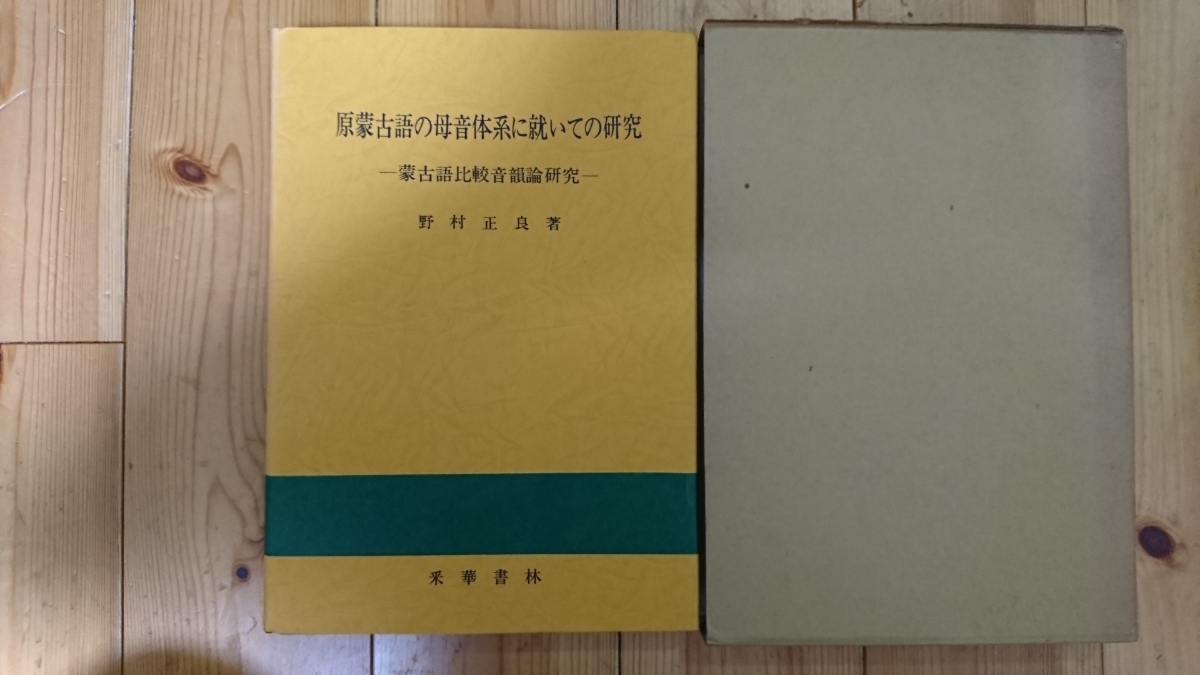 原蒙古語の母音体系に就いての研究
―蒙古語比較音韻論研究―
野村正良著
采華書林